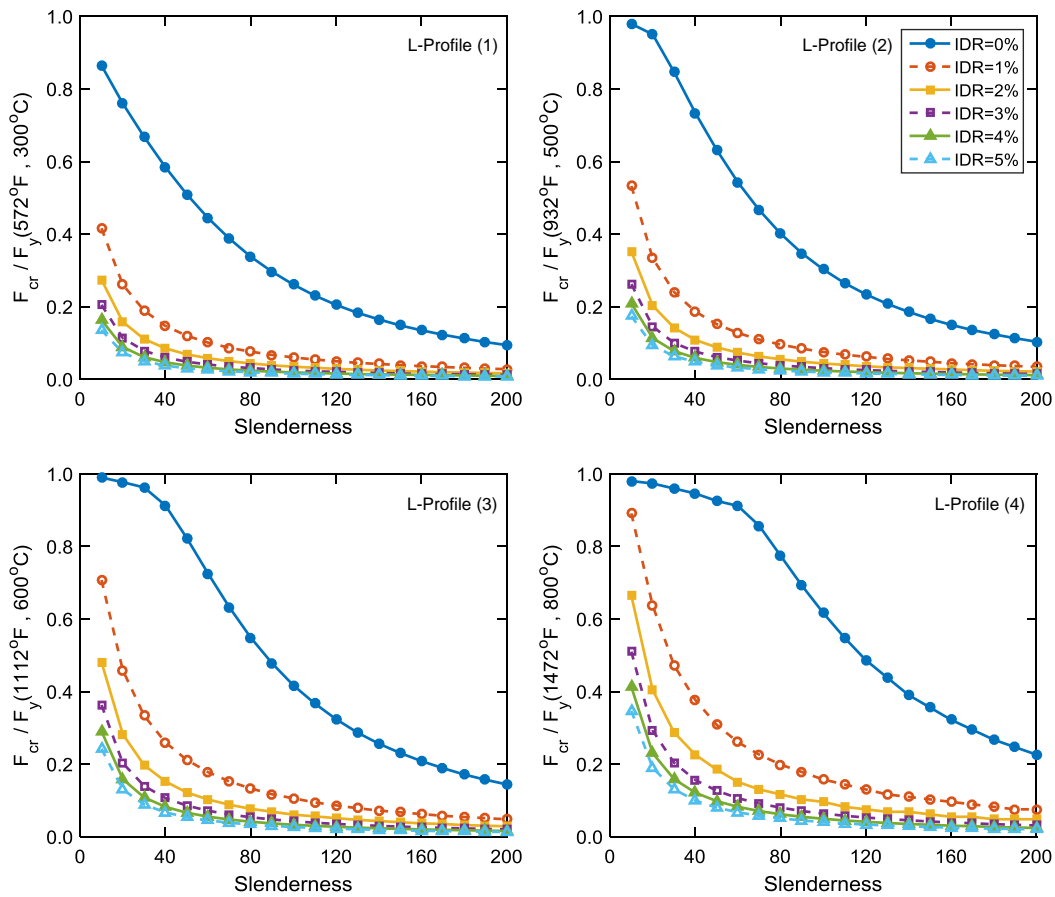 1.0
0.8
0.6
0.4
0.2
0.0
0 40 80 120 160 200
F_cr / F_y(572°F , 300°C)
Slenderness
L-Profile (1)
1.0
0.8
0.6
0.4
0.2
0.0
0 40 80 120 160 200
F_cr / F_y(932°F , 500°C)
Slenderness
L-Profile (2)
IDR=0%
IDR=1%
IDR=2%
IDR=3%
IDR=4%
IDR=5%
1.0
0.8
0.6
0.4
0.2
0.0
0 40 80 120 160 200
F_cr / F_y(1112°F , 600°C)
Slenderness
L-Profile (3)
1.0
0.8
0.6
0.4
0.2
0.0
0 40 80 120 160 200
F_cr / F_y(1472°F , 800°C)
Slenderness
L-Profile (4)